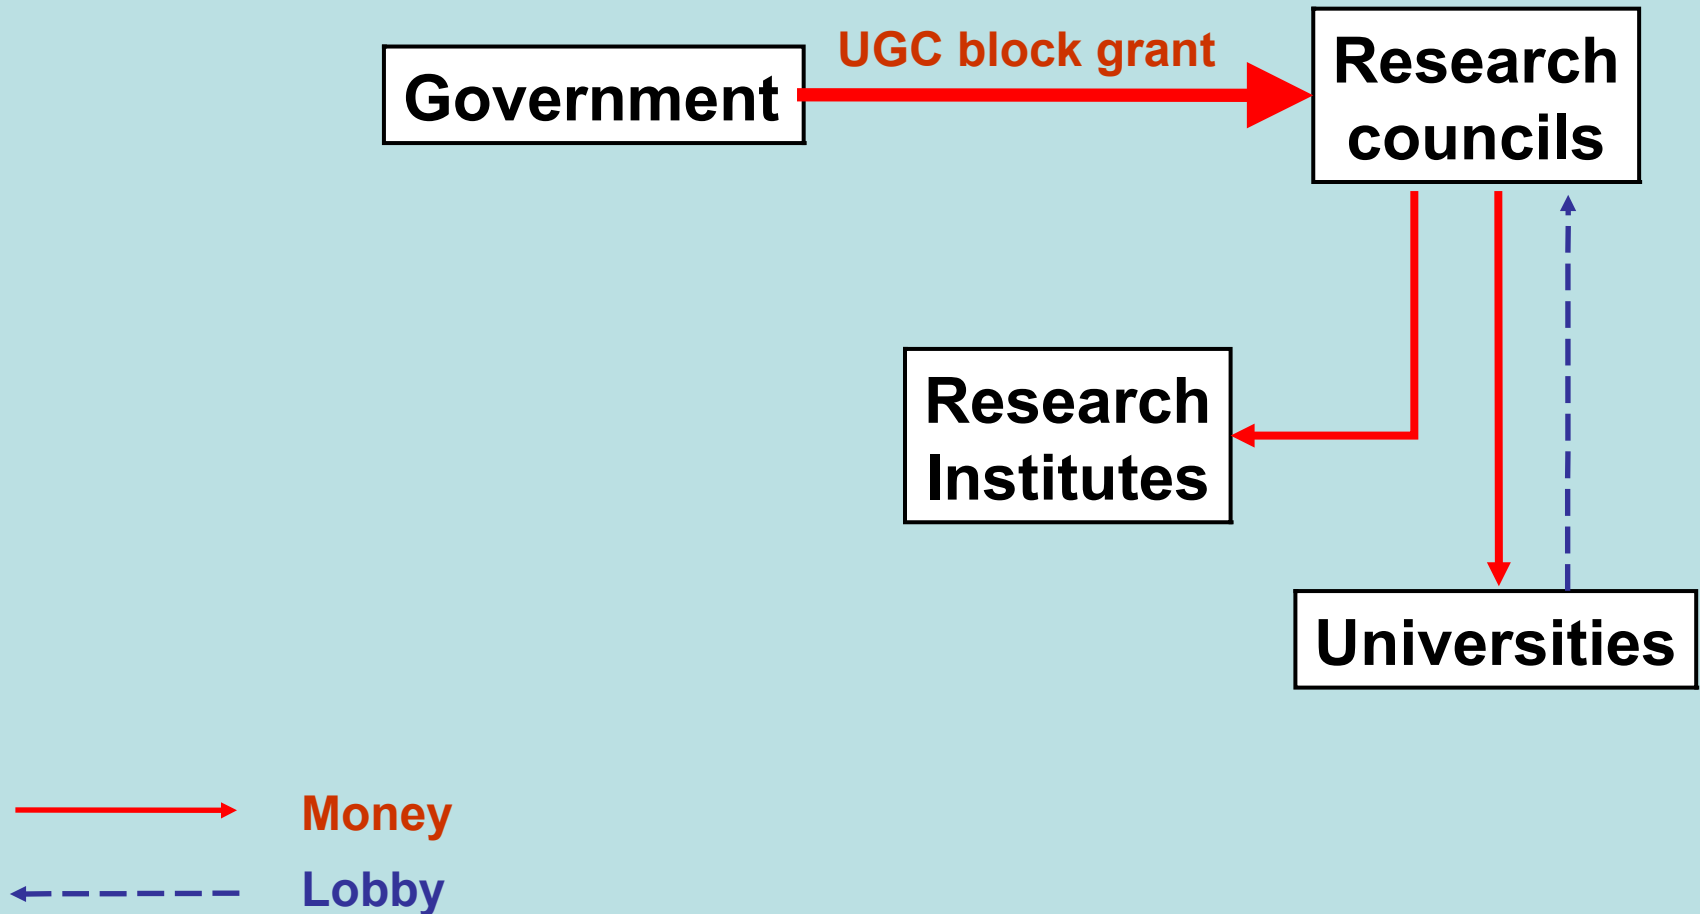 Government
UGC block grant
Research
councils
Research
Institutes
Universities
Money
Lobby